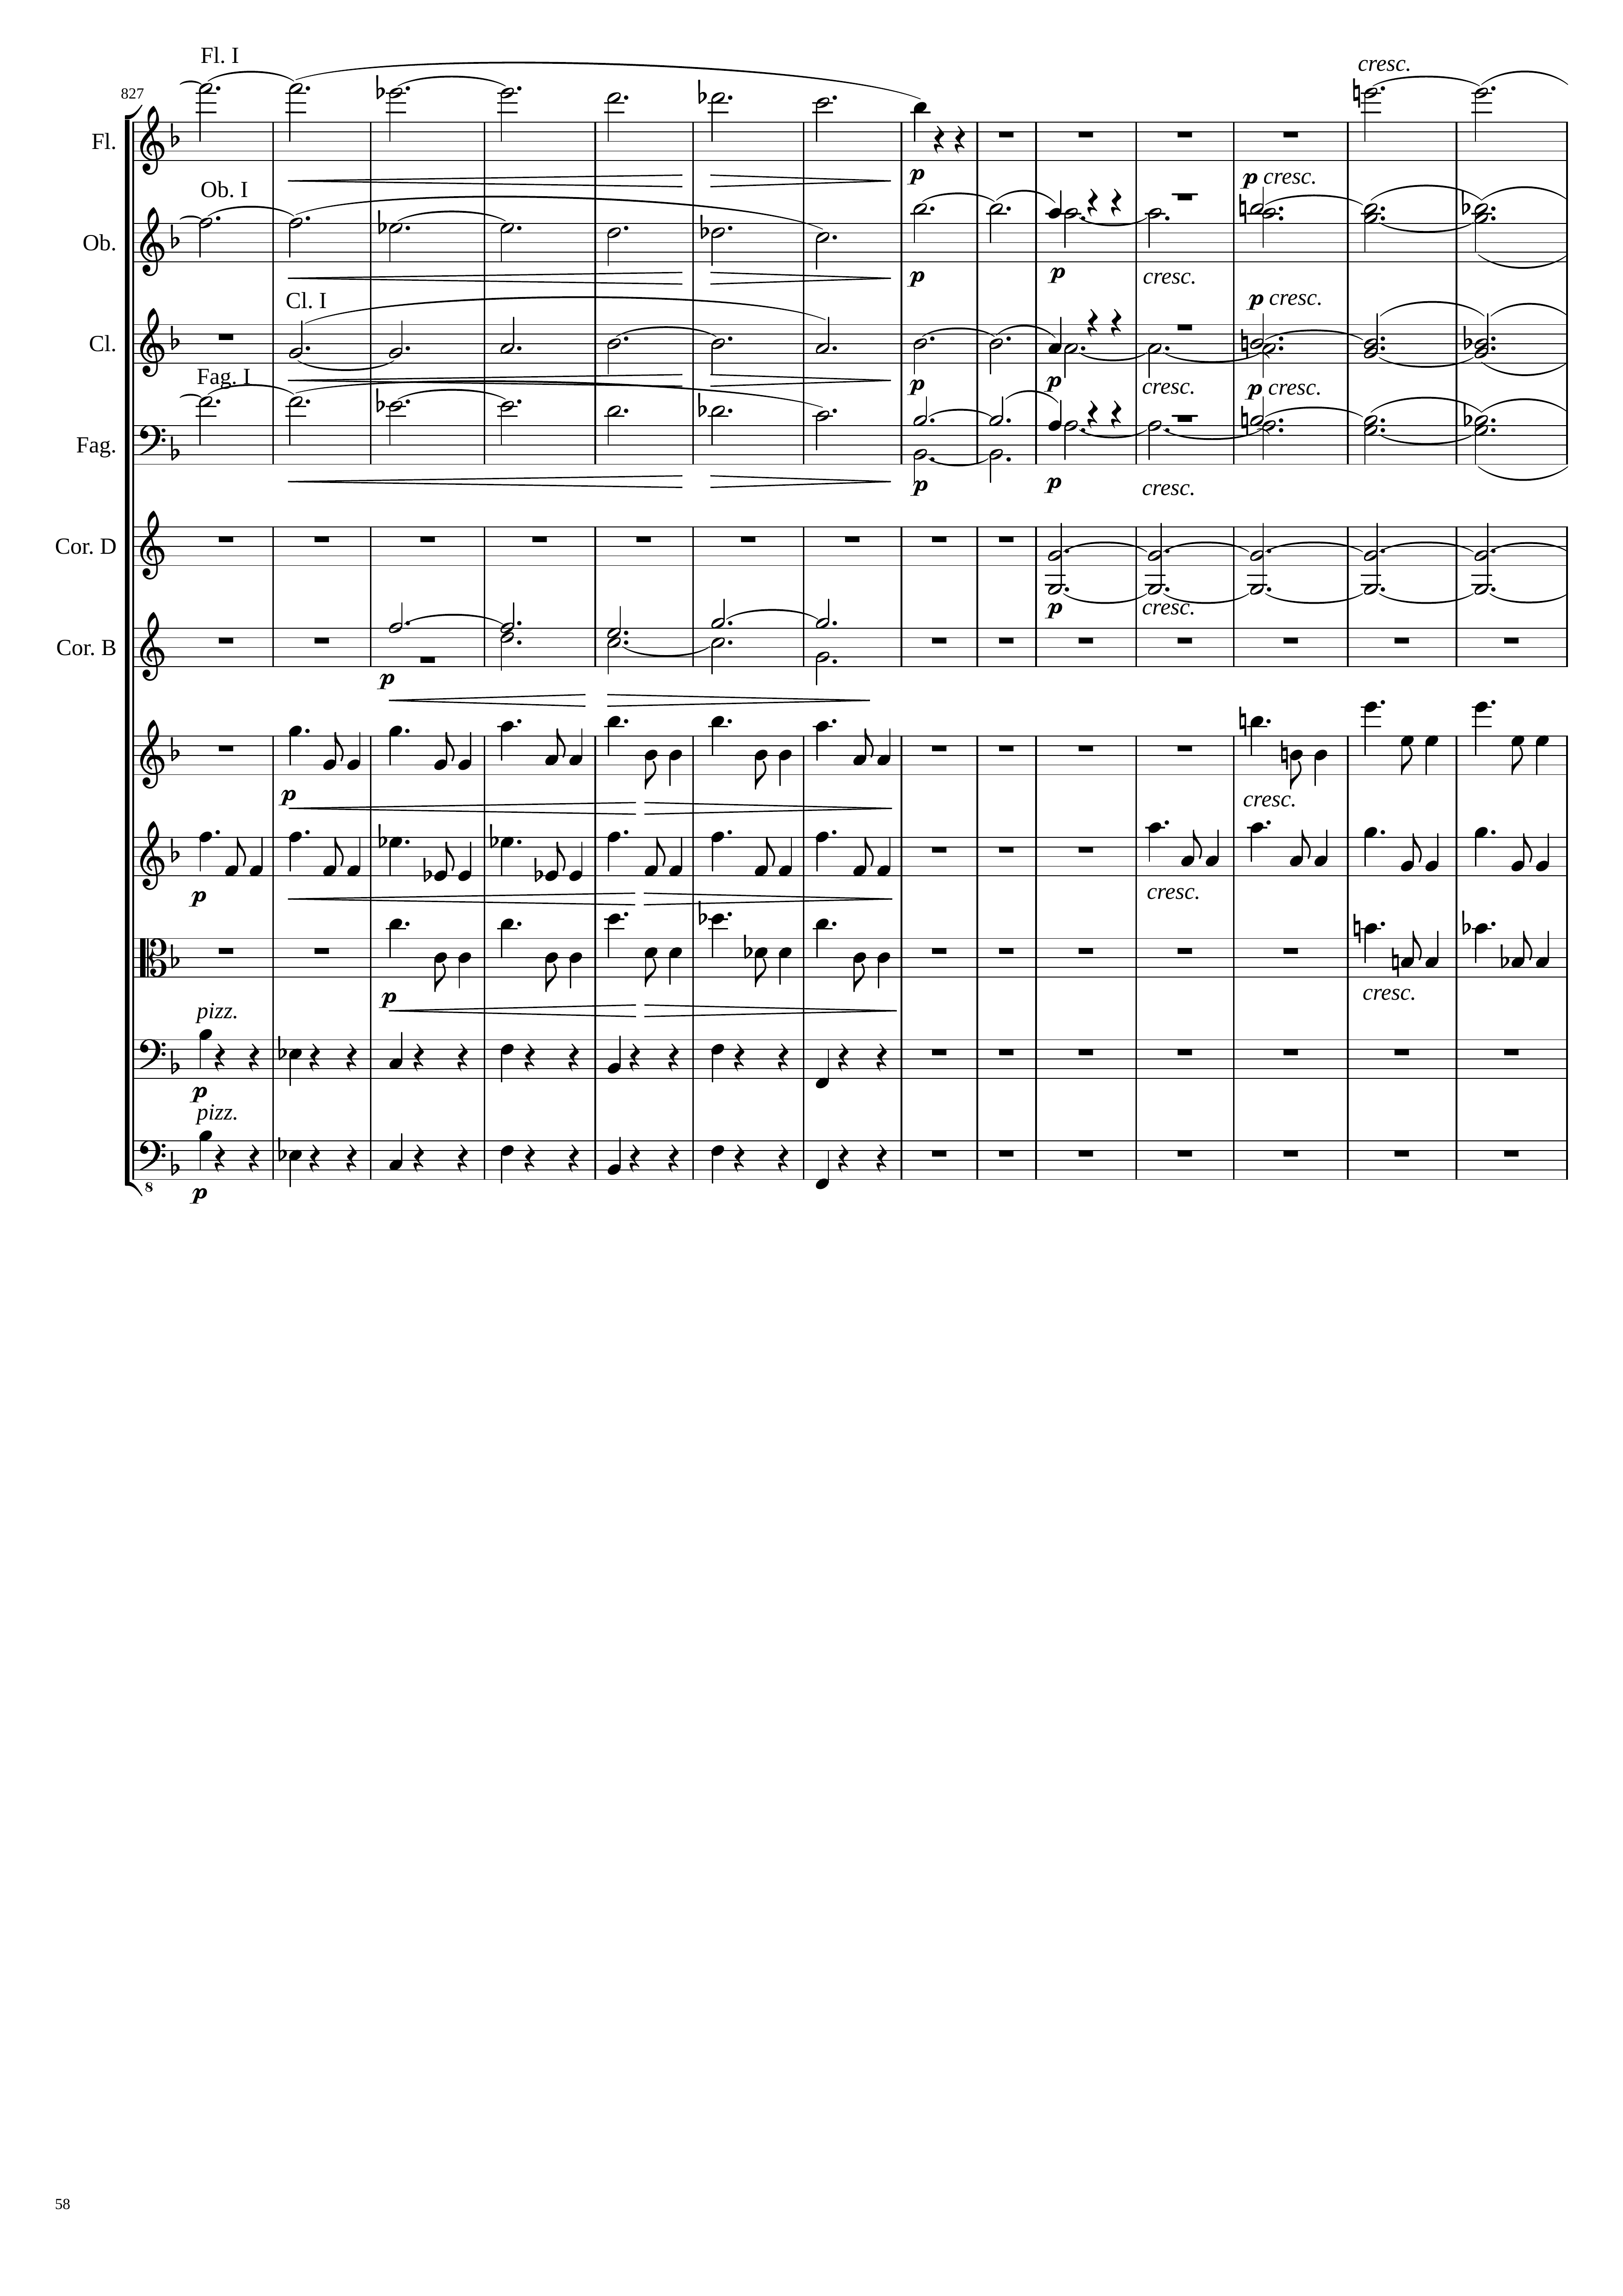 Fl. I
cresc.
827
Fl.
p
p cresc.
Ob. I
Ob.
p
p
cresc.
Cl. I
p cresc.
Cl.
p
p
cresc.
p cresc.
Fag. I
Fag.
p
p
cresc.
Cor. D
p
cresc.
Cor. B
p
p
cresc.
p
cresc.
p
cresc.
pizz.
p
pizz.
8
p
58